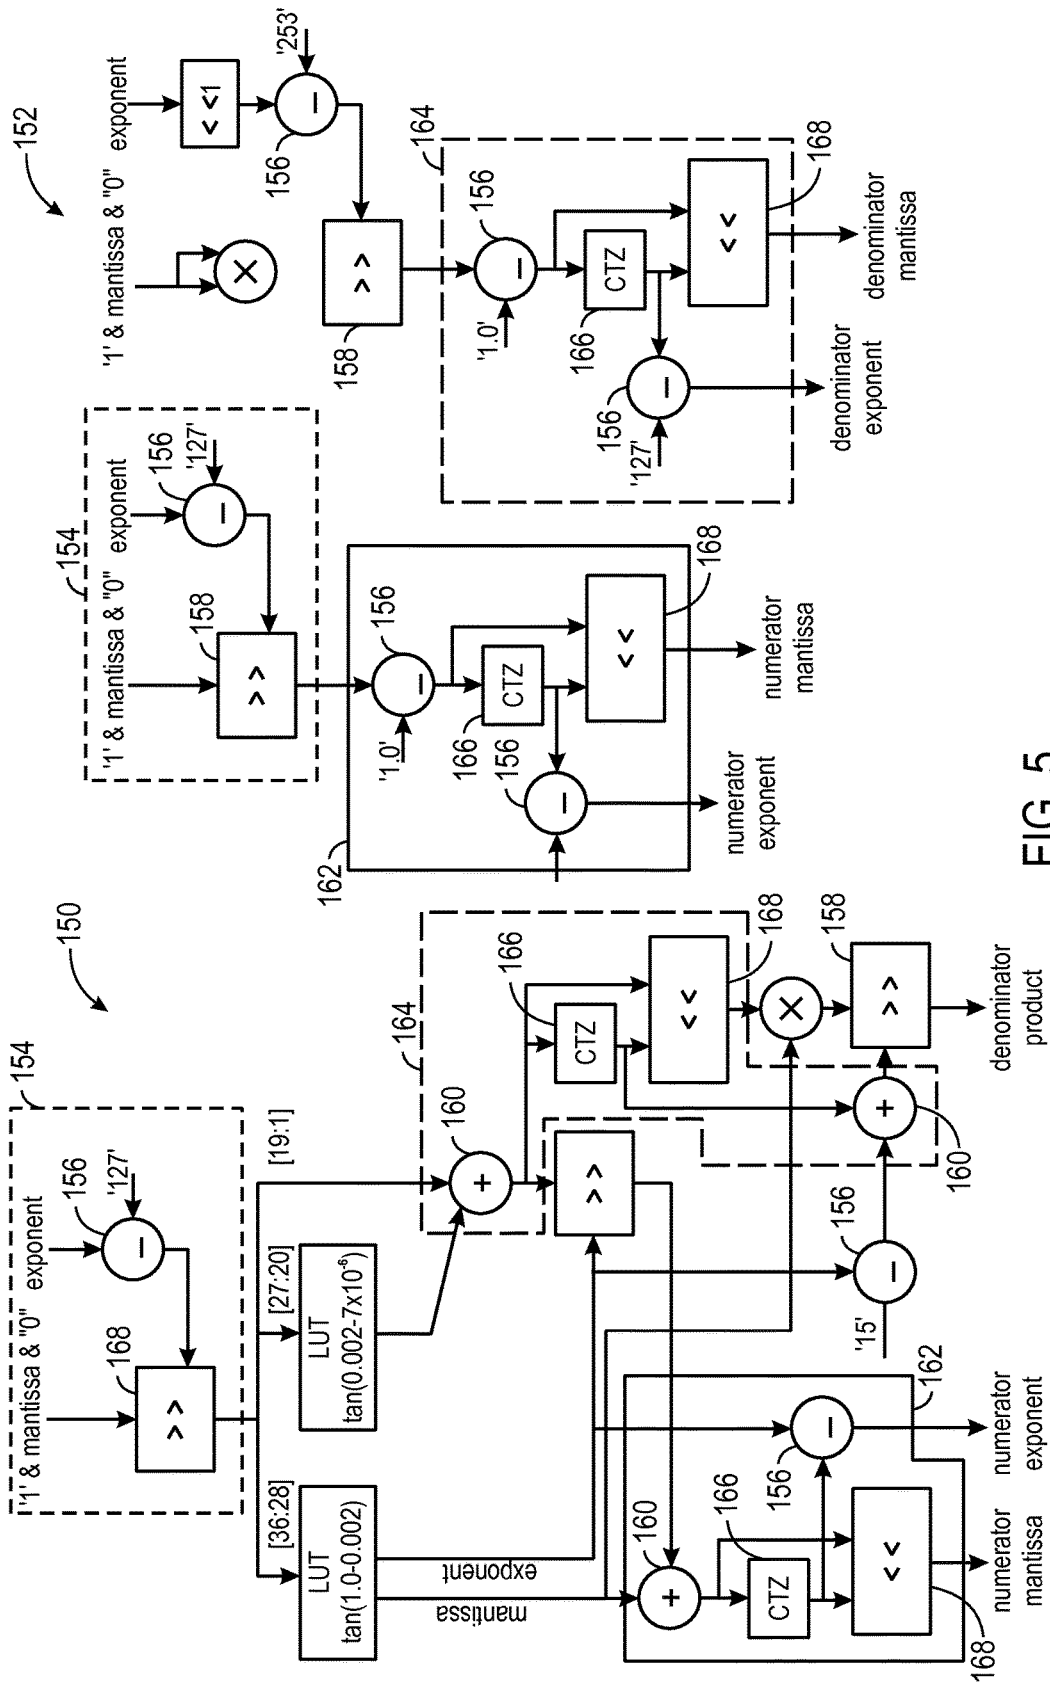 150
154
'1' & mantissa & "0"
exponent
156
'127'
168
>>
[36:28]
[27:20]
[19:1]
LUT
tan(1.0-0.002)
LUT
tan(0.002-7x10⁻⁶)
mantissa
exponent
160
+
164
166
CTZ
168
<<
>>
×
158
>>
denominator
product
+
160
156
−
'15'
160
+
166
CTZ
156
−
<<
168
162
numerator
mantissa
numerator
exponent
154
'1' & mantissa & "0"
exponent
156
'127'
−
158
>>
162
156
'1.0'
−
166
CTZ
156
−
168
<<
numerator
exponent
numerator
mantissa
152
'1' & mantissa & "0"
exponent
×
<<1
'253'
156
−
158
>>
164
156
'1.0'
−
166
CTZ
156
−
'127'
168
<<
denominator
exponent
denominator
mantissa
FIG. 5